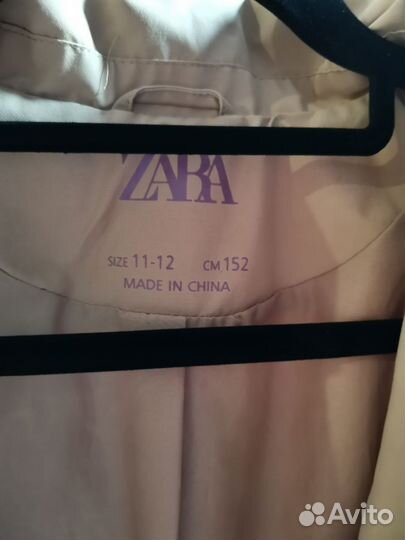 ZARA
SIZE 11-12 CM 152
MADE IN CHINA
Avito